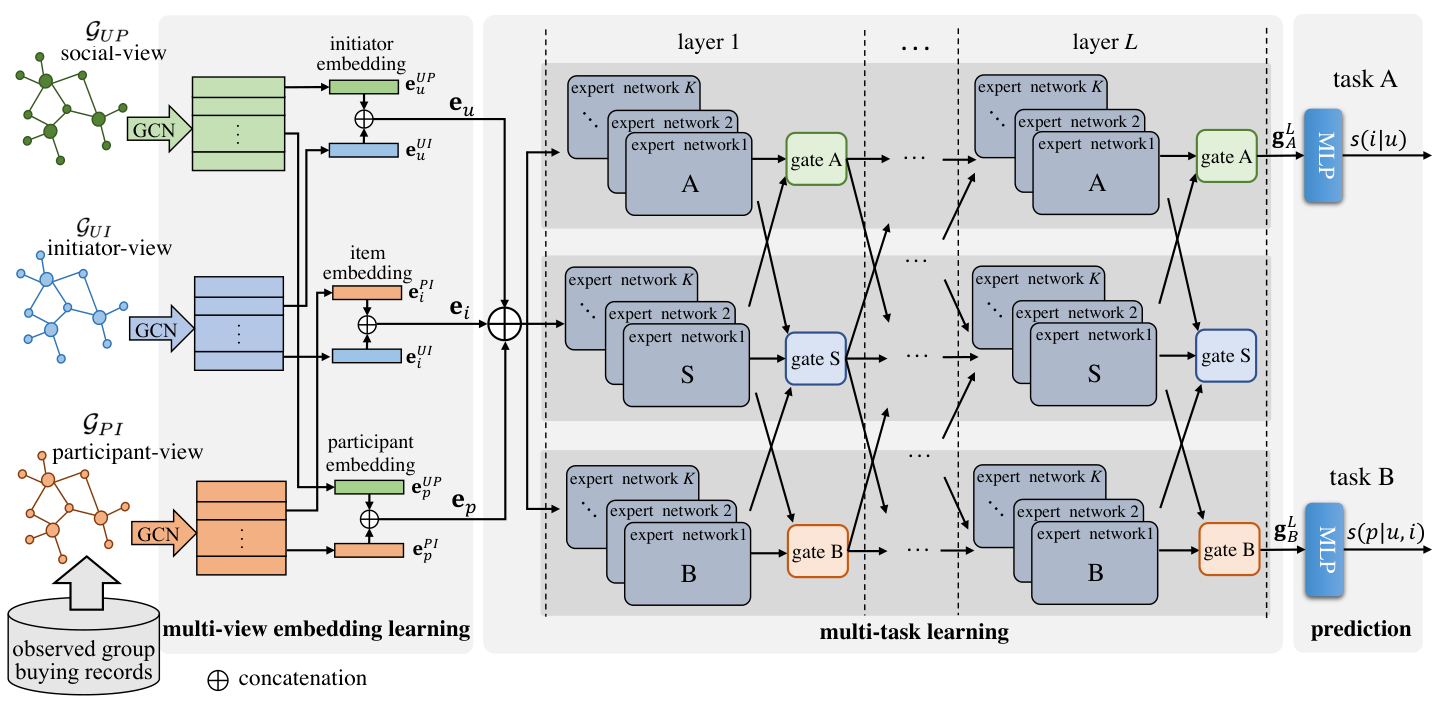 𝒢_UP
social-view
GCN
⋮
initiator
embedding
e_u^{UP}
e_u^{UI}
e_u
𝒢_UI
initiator-view
GCN
⋮
item
embedding
e_i^{PI}
e_i^{UI}
e_i
𝒢_PI
participant-view
GCN
⋮
participant
embedding
e_p^{UP}
e_p^{PI}
e_p
observed group
buying records
multi-view embedding learning
⊕ concatenation
layer 1
...
layer L
expert network K
⋱
expert network 2
expert network1
A
gate A
...
expert network K
⋱
expert network 2
expert network1
A
gate A
...
expert network K
⋱
expert network 2
expert network1
S
gate S
...
expert network K
⋱
expert network 2
expert network1
S
gate S
...
expert network K
⋱
expert network 2
expert network1
B
gate B
...
expert network K
⋱
expert network 2
expert network1
B
gate B
multi-task learning
task A
g_A^L
MLP
s(i|u)
task B
g_B^L
MLP
s(p|u, i)
prediction